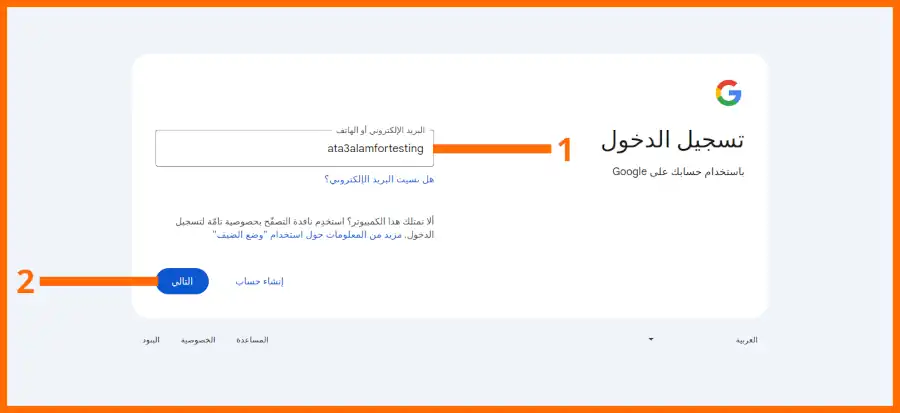 تسجيل الدخول
باستخدام حسابك على Google
البريد الإلكتروني أو الهاتف
ata3alamfortesting
1
هل نسيت البريد الإلكتروني؟
ألا تمتلك هذا الكمبيوتر؟ استخدِم نافذة التصفّح بخصوصية تامّة لتسجيل
الدخول. مزيد من المعلومات حول استخدام "وضع الضيف"
إنشاء حساب
التالي
2
العربية
المساعدة
الخصوصية
البنود